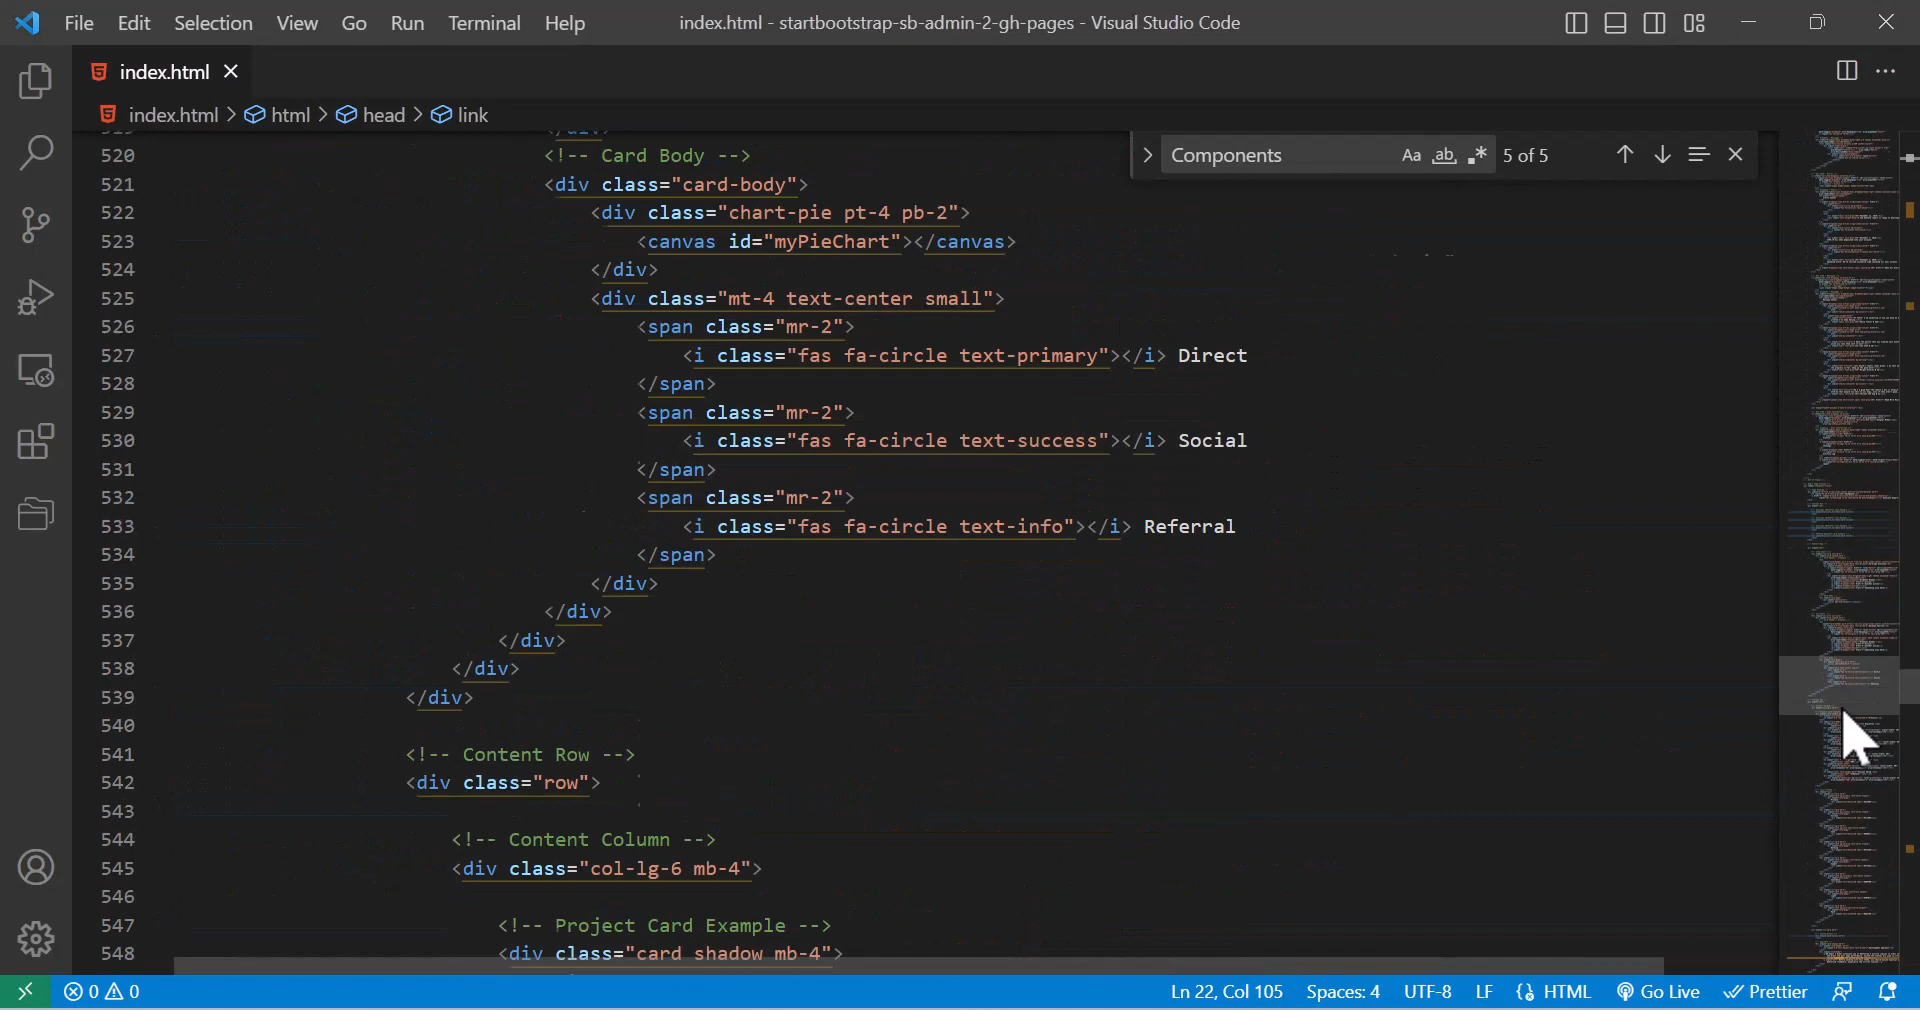 File Edit Selection View Go Run Terminal Help index.html - startbootstrap-sb-admin-2-gh-pages - Visual Studio Code
index.html
index.html > html > head > link
Components Aa ab .* 5 of 5
520 <!-- Card Body -->
521 <div class="card-body">
522 <div class="chart-pie pt-4 pb-2">
523 <canvas id="myPieChart"></canvas>
524 </div>
525 <div class="mt-4 text-center small">
526 <span class="mr-2">
527 <i class="fas fa-circle text-primary"></i> Direct
528 </span>
529 <span class="mr-2">
530 <i class="fas fa-circle text-success"></i> Social
531 </span>
532 <span class="mr-2">
533 <i class="fas fa-circle text-info"></i> Referral
534 </span>
535 </div>
536 </div>
537 </div>
538 </div>
539 </div>
540
541 <!-- Content Row -->
542 <div class="row">
543
544 <!-- Content Column -->
545 <div class="col-lg-6 mb-4">
546
547 <!-- Project Card Example -->
548 <div class="card shadow mb-4">
0 0 Ln 22, Col 105 Spaces: 4 UTF-8 LF HTML Go Live Prettier